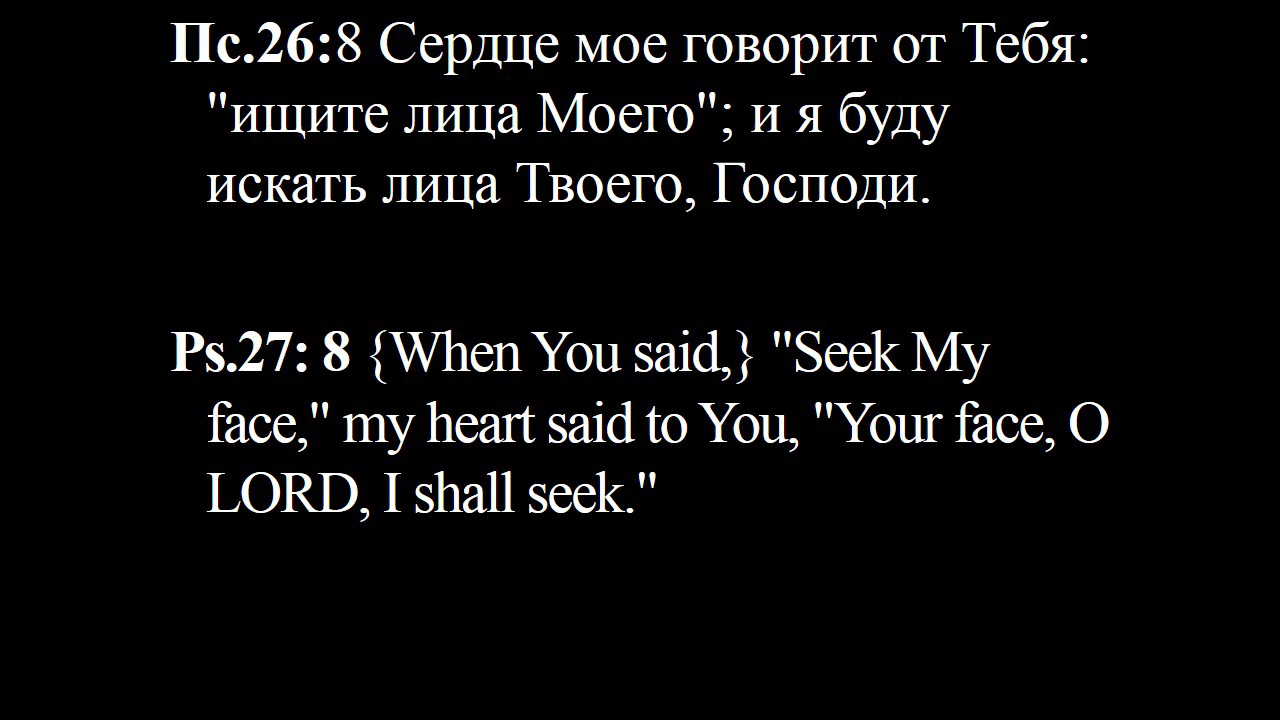 Пс.26:8 Сердце мое говорит от Тебя:
"ищите лица Моего"; и я буду
искать лица Твоего, Господи.
Ps.27: 8 {When You said,} "Seek My
face," my heart said to You, "Your face, O
LORD, I shall seek."